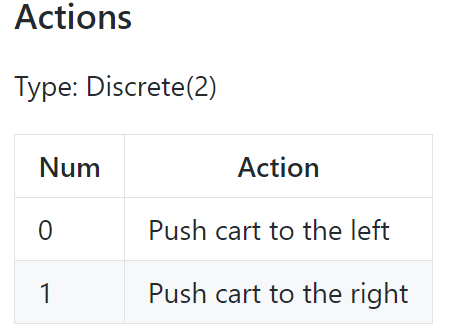 Actions
Type: Discrete(2)
Num Action
0 Push cart to the left
1 Push cart to the right